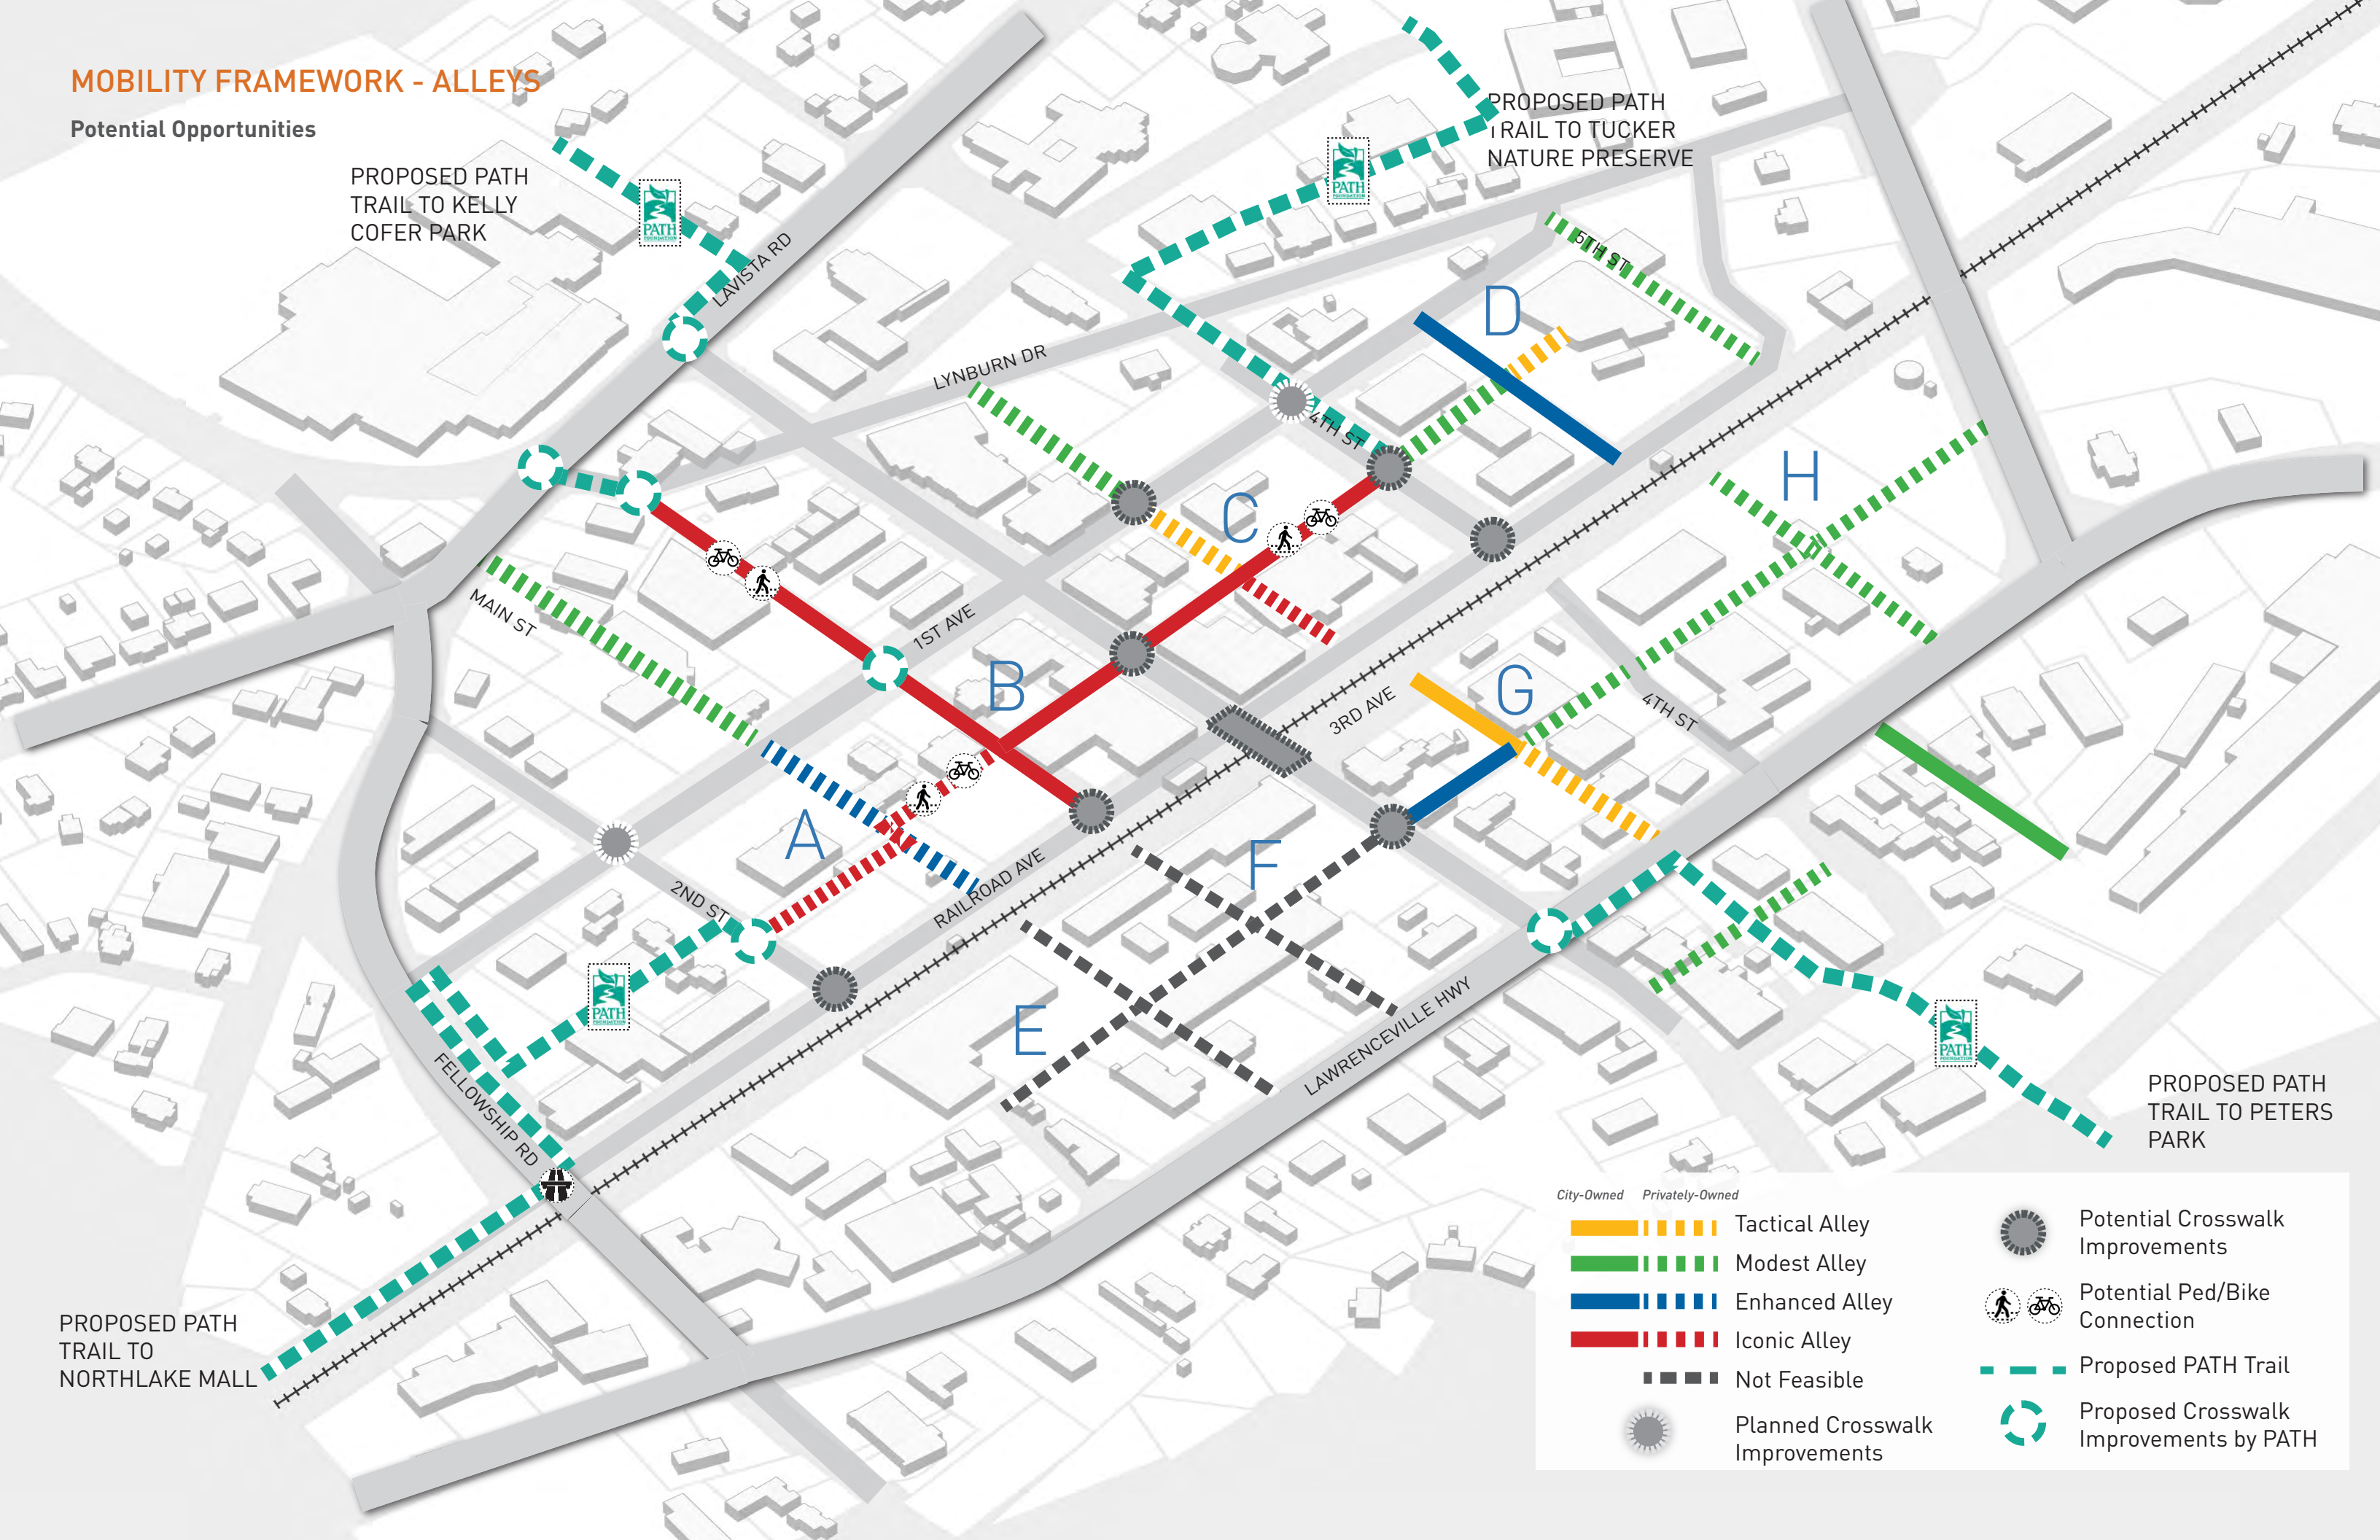 MOBILITY FRAMEWORK - ALLEYS
Potential Opportunities
PROPOSED PATH
TRAIL TO KELLY
COFER PARK
PATH
FOUNDATION
LAVISTA RD
PROPOSED PATH
TRAIL TO TUCKER
NATURE PRESERVE
PATH
FOUNDATION
5TH ST
D
LYNBURN DR
4TH ST
C
H
MAIN ST
1ST AVE
B
G
3RD AVE
4TH ST
A
F
2ND ST
RAILROAD AVE
E
PATH
FOUNDATION
LAWRENCEVILLE HWY
FELLOWSHIP RD
PATH
FOUNDATION
PROPOSED PATH
TRAIL TO PETERS
PARK
PROPOSED PATH
TRAIL TO
NORTHLAKE MALL
City-Owned Privately-Owned
Tactical Alley
Modest Alley
Enhanced Alley
Iconic Alley
Not Feasible
Planned Crosswalk
Improvements
Potential Crosswalk
Improvements
Potential Ped/Bike
Connection
Proposed PATH Trail
Proposed Crosswalk
Improvements by PATH